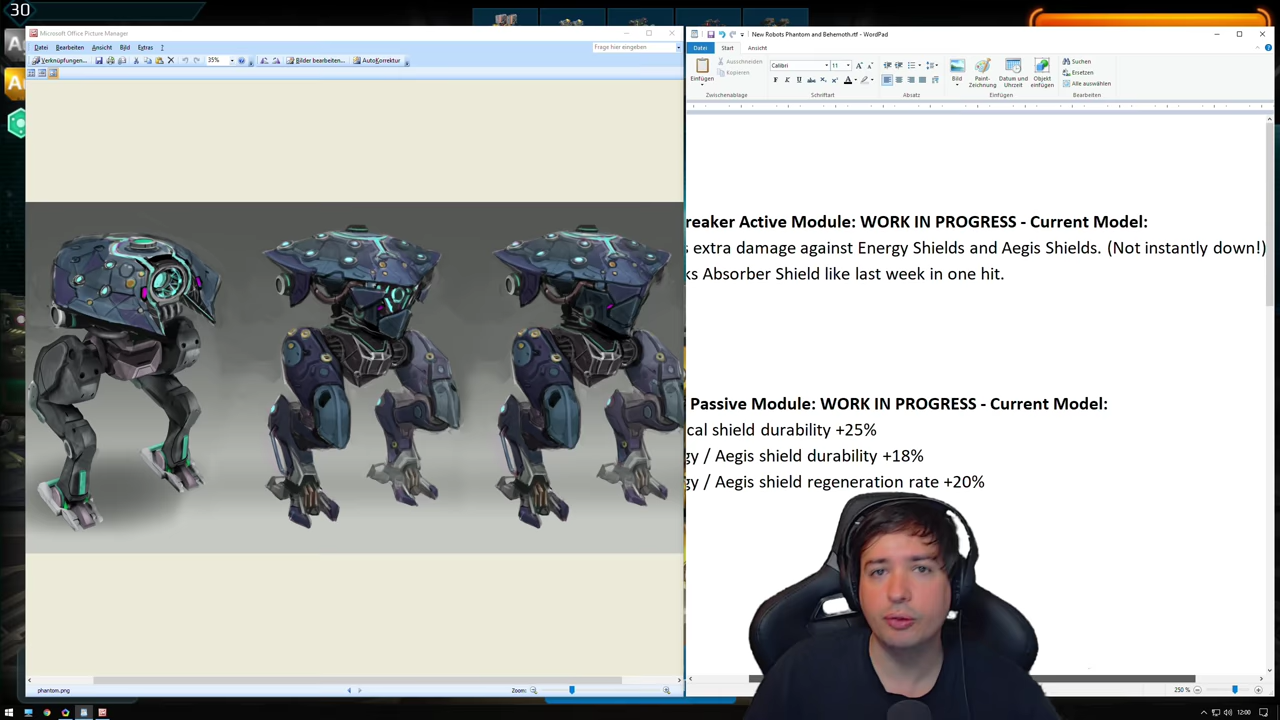 30
Microsoft Office Picture Manager
Datei Bearbeiten Ansicht Bild Extras
Frage hier eingeben
Verknüpfungen...
35%
Bilder bearbeiten...
AutoKorrektur
phantom.png
Zoom:
New Robots Phantom and Behemoth.rtf - WordPad
Datei Start Ansicht
Einfügen
Ausschneiden
Kopieren
Zwischenablage
Calibri 11
Schriftart
Absatz
Bild
Paint-
Zeichnung
Datum und
Uhrzeit
Objekt
einfügen
Einfügen
Suchen
Ersetzen
Alle auswählen
Bearbeiten
reaker Active Module: WORK IN PROGRESS - Current Model:
s extra damage against Energy Shields and Aegis Shields. (Not instantly down!)
ks Absorber Shield like last week in one hit.
Passive Module: WORK IN PROGRESS - Current Model:
cal shield durability +25%
gy / Aegis shield durability +18%
gy / Aegis shield regeneration rate +20%
250 %
12:00